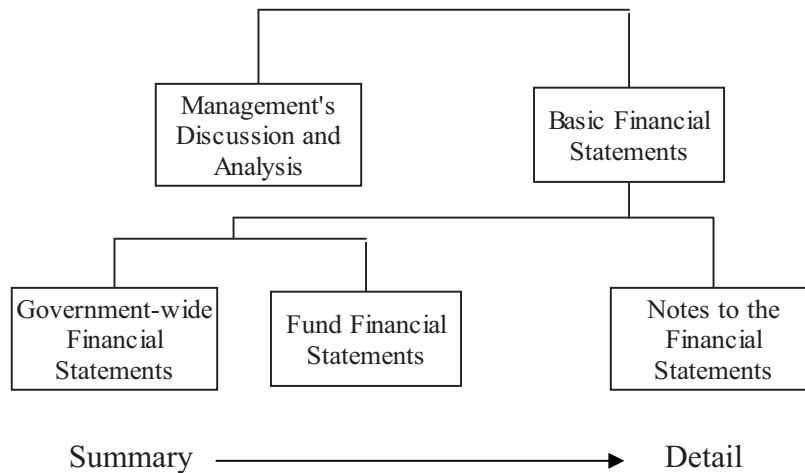 Management's
Discussion and
Analysis
Basic Financial
Statements
Government-wide
Financial
Statements
Fund Financial
Statements
Notes to the
Financial
Statements
Summary
Detail